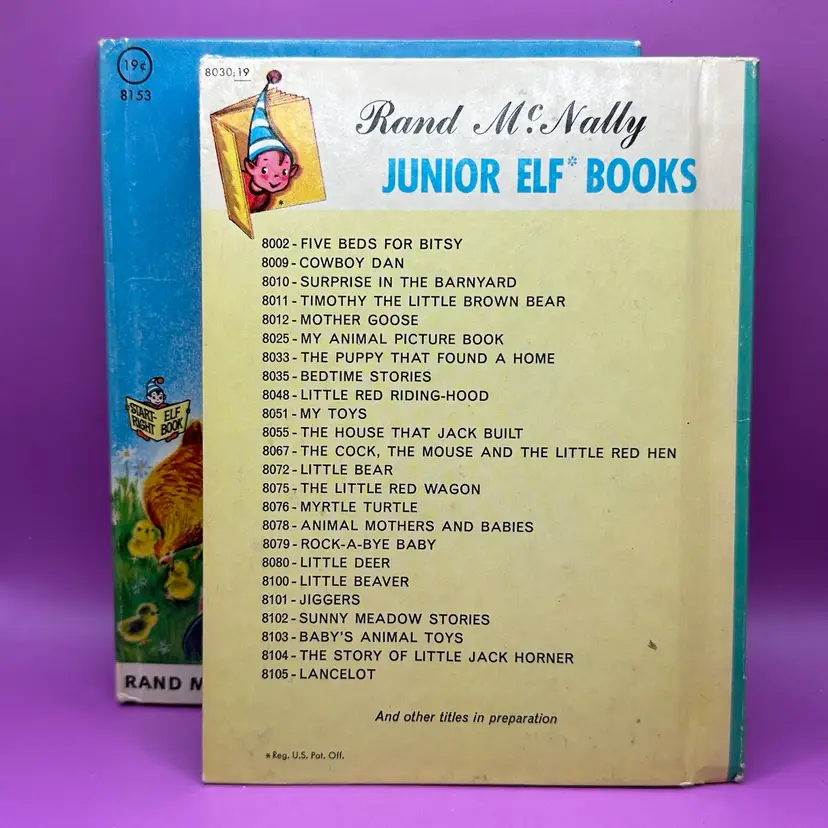 19¢
8153
START- ELF
RIGHT BOOK
RAND M
8030:19
Rand McNally
JUNIOR ELF* BOOKS
*
8002 - FIVE BEDS FOR BITSY
8009 - COWBOY DAN
8010 - SURPRISE IN THE BARNYARD
8011 - TIMOTHY THE LITTLE BROWN BEAR
8012 - MOTHER GOOSE
8025 - MY ANIMAL PICTURE BOOK
8033 - THE PUPPY THAT FOUND A HOME
8035 - BEDTIME STORIES
8048 - LITTLE RED RIDING-HOOD
8051 - MY TOYS
8055 - THE HOUSE THAT JACK BUILT
8067 - THE COCK, THE MOUSE AND THE LITTLE RED HEN
8072 - LITTLE BEAR
8075 - THE LITTLE RED WAGON
8076 - MYRTLE TURTLE
8078 - ANIMAL MOTHERS AND BABIES
8079 - ROCK-A-BYE BABY
8080 - LITTLE DEER
8100 - LITTLE BEAVER
8101 - JIGGERS
8102 - SUNNY MEADOW STORIES
8103 - BABY'S ANIMAL TOYS
8104 - THE STORY OF LITTLE JACK HORNER
8105 - LANCELOT
And other titles in preparation
* Reg. U.S. Pat. Off.